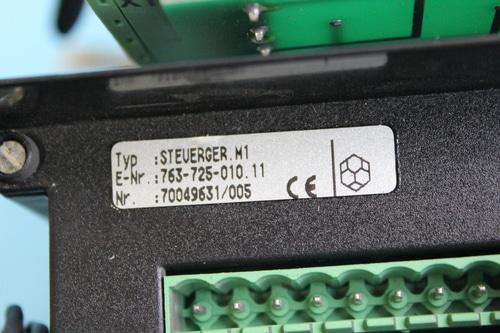 Typ :STEUERGER.M1
E-Nr.:763-725-010.11
Nr. :70049631/005
CE